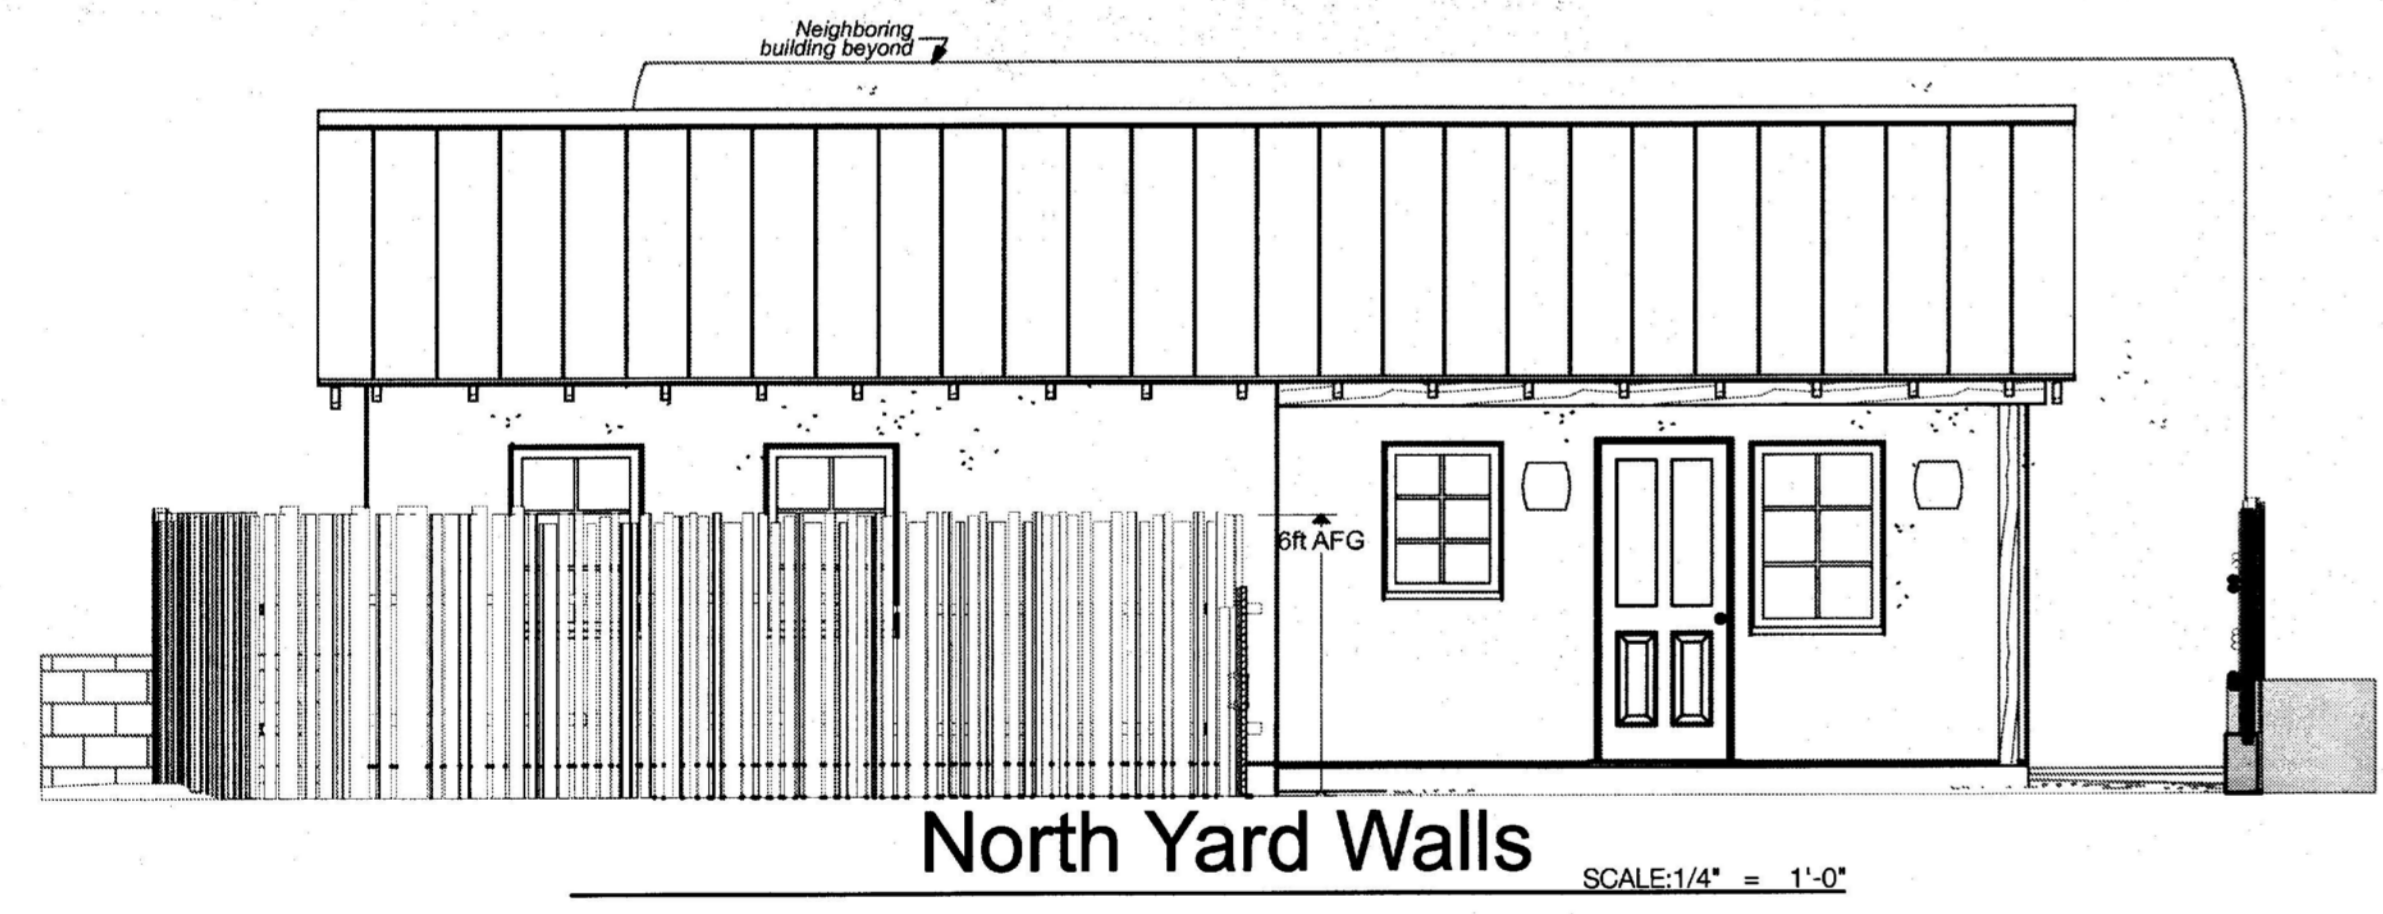 Neighboring
building beyond
6ft AFG
North Yard Walls
SCALE:1/4" = 1'-0"